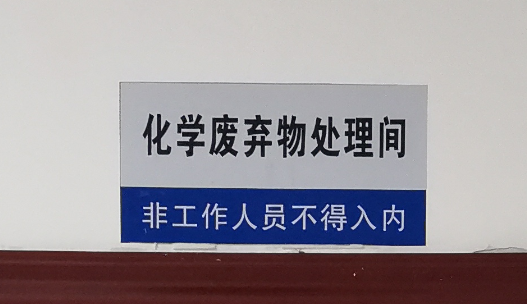 化学废弃物处理间
非工作人员不得入内